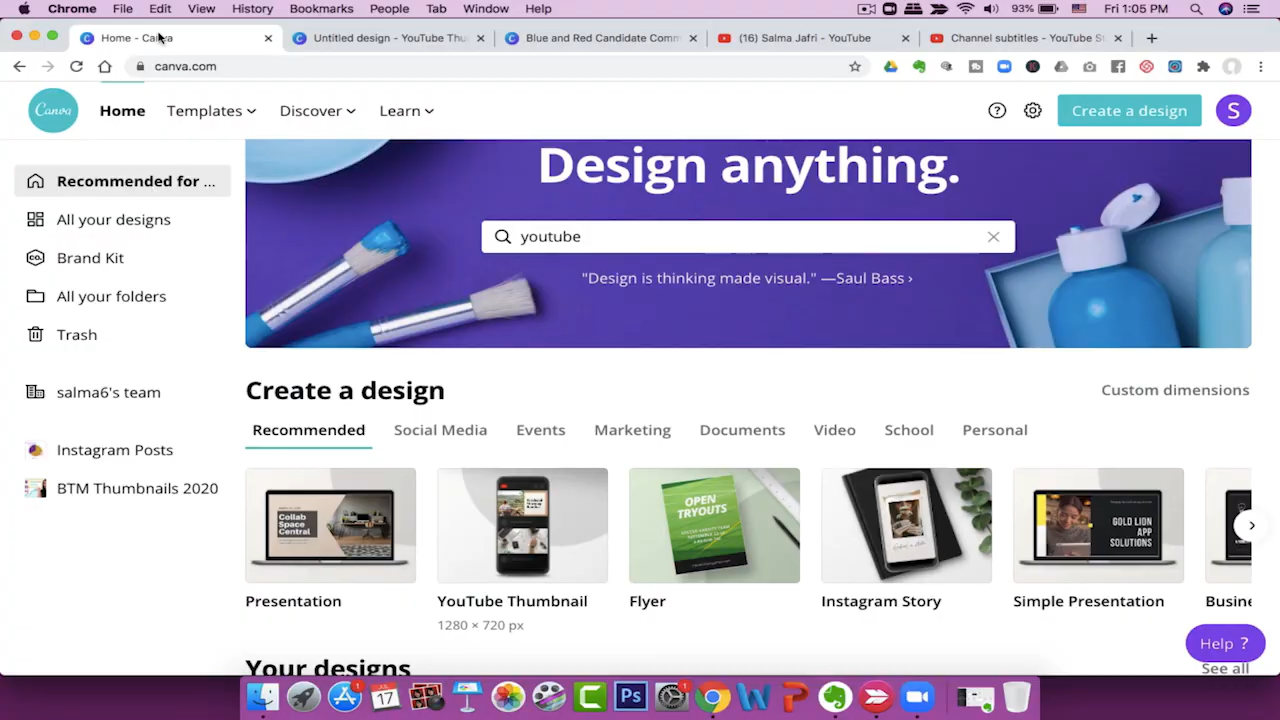 Chrome File Edit View History Bookmarks People Tab Window Help 93% Fri 1:05 PM
Home - Canva Untitled design - YouTube Thu Blue and Red Candidate Comm (16) Salma Jafri - YouTube Channel subtitles - YouTube St
canva.com
Canva Home Templates Discover Learn Create a design S
Design anything.
youtube
"Design is thinking made visual." —Saul Bass ›
Recommended for ...
All your designs
Brand Kit
All your folders
Trash
salma6's team
Instagram Posts
BTM Thumbnails 2020
Create a design Custom dimensions
Recommended Social Media Events Marketing Documents Video School Personal
Collab Space Central
OPEN TRYOUTS
GOLD LION APP SOLUTIONS
Presentation YouTube Thumbnail Flyer Instagram Story Simple Presentation Busine
1280 × 720 px
Help ?
Your designs See all
17 Ps